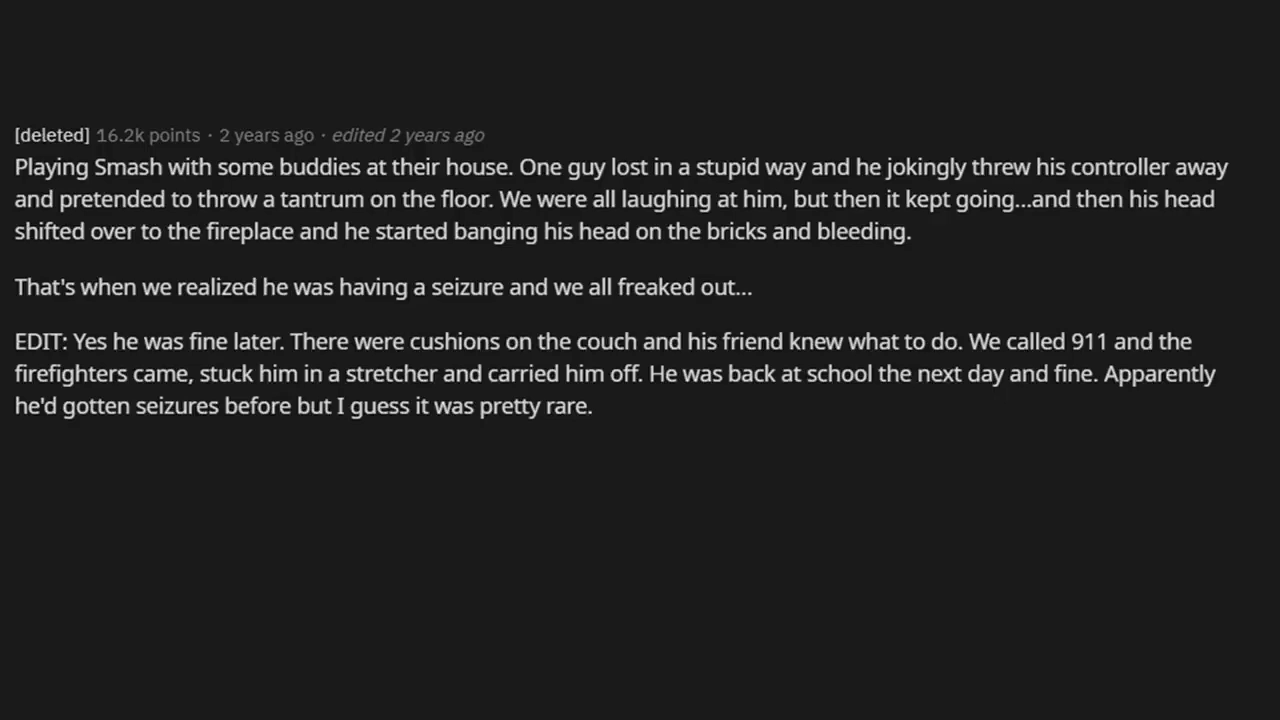 [deleted] 16.2k points · 2 years ago · edited 2 years ago
Playing Smash with some buddies at their house. One guy lost in a stupid way and he jokingly threw his controller away
and pretended to throw a tantrum on the floor. We were all laughing at him, but then it kept going...and then his head
shifted over to the fireplace and he started banging his head on the bricks and bleeding.
That's when we realized he was having a seizure and we all freaked out...
EDIT: Yes he was fine later. There were cushions on the couch and his friend knew what to do. We called 911 and the
firefighters came, stuck him in a stretcher and carried him off. He was back at school the next day and fine. Apparently
he'd gotten seizures before but I guess it was pretty rare.